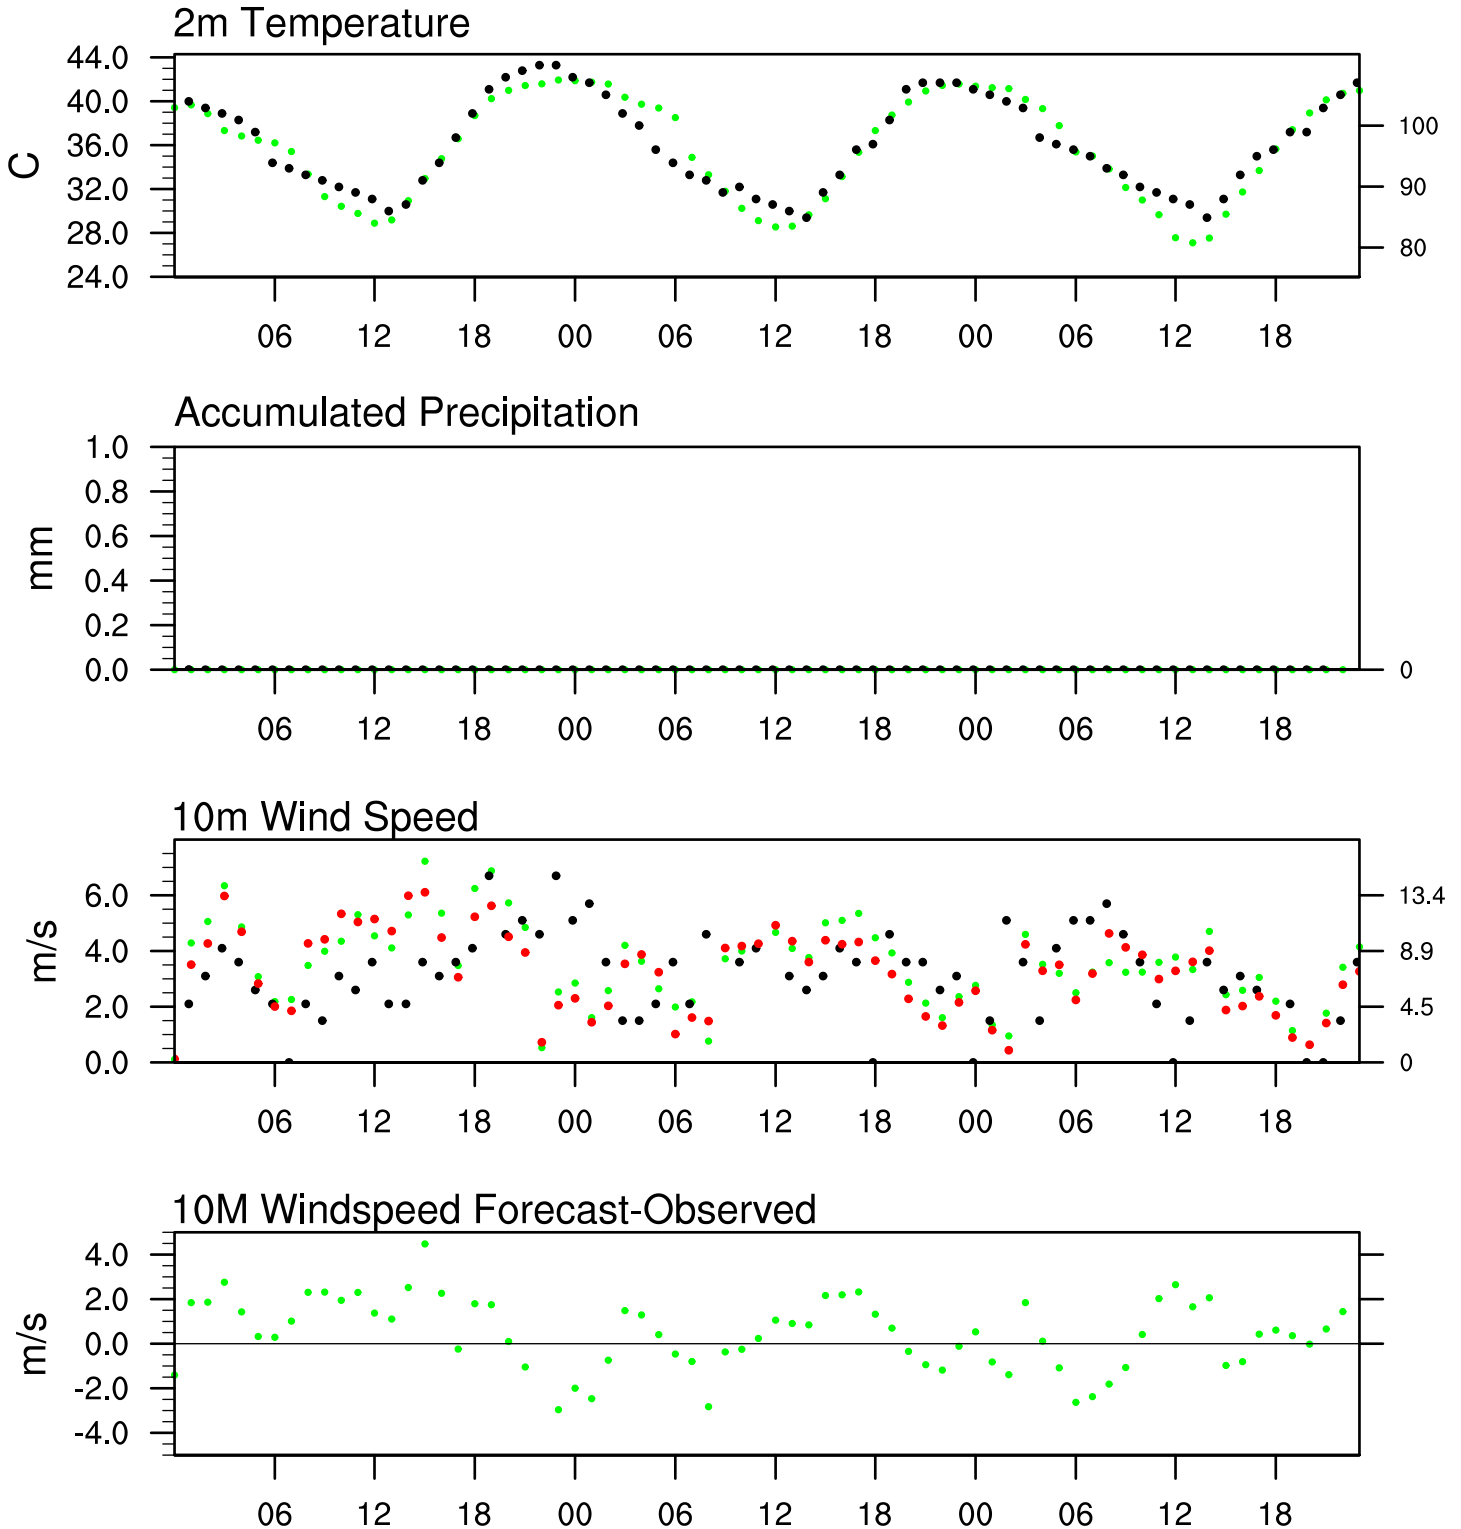 2m Temperature
44.0
40.0
36.0
32.0
28.0
24.0
C
100
90
80
06 12 18 00 06 12 18 00 06 12 18
Accumulated Precipitation
1.0
0.8
0.6
0.4
0.2
0.0
mm
0
06 12 18 00 06 12 18 00 06 12 18
10m Wind Speed
6.0
4.0
2.0
0.0
m/s
13.4
8.9
4.5
0
06 12 18 00 06 12 18 00 06 12 18
10M Windspeed Forecast-Observed
4.0
2.0
0.0
-2.0
-4.0
m/s
06 12 18 00 06 12 18 00 06 12 18